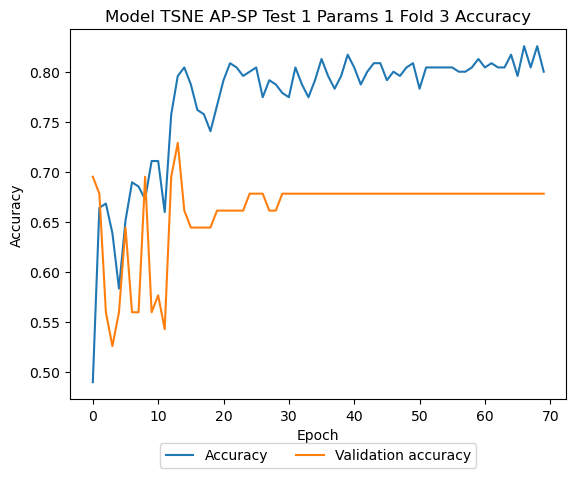 Model TSNE AP-SP Test 1 Params 1 Fold 3 Accuracy
0.80
0.75
0.70
0.65
0.60
0.55
0.50
Accuracy
0 10 20 30 40 50 60 70
Epoch
Accuracy Validation accuracy